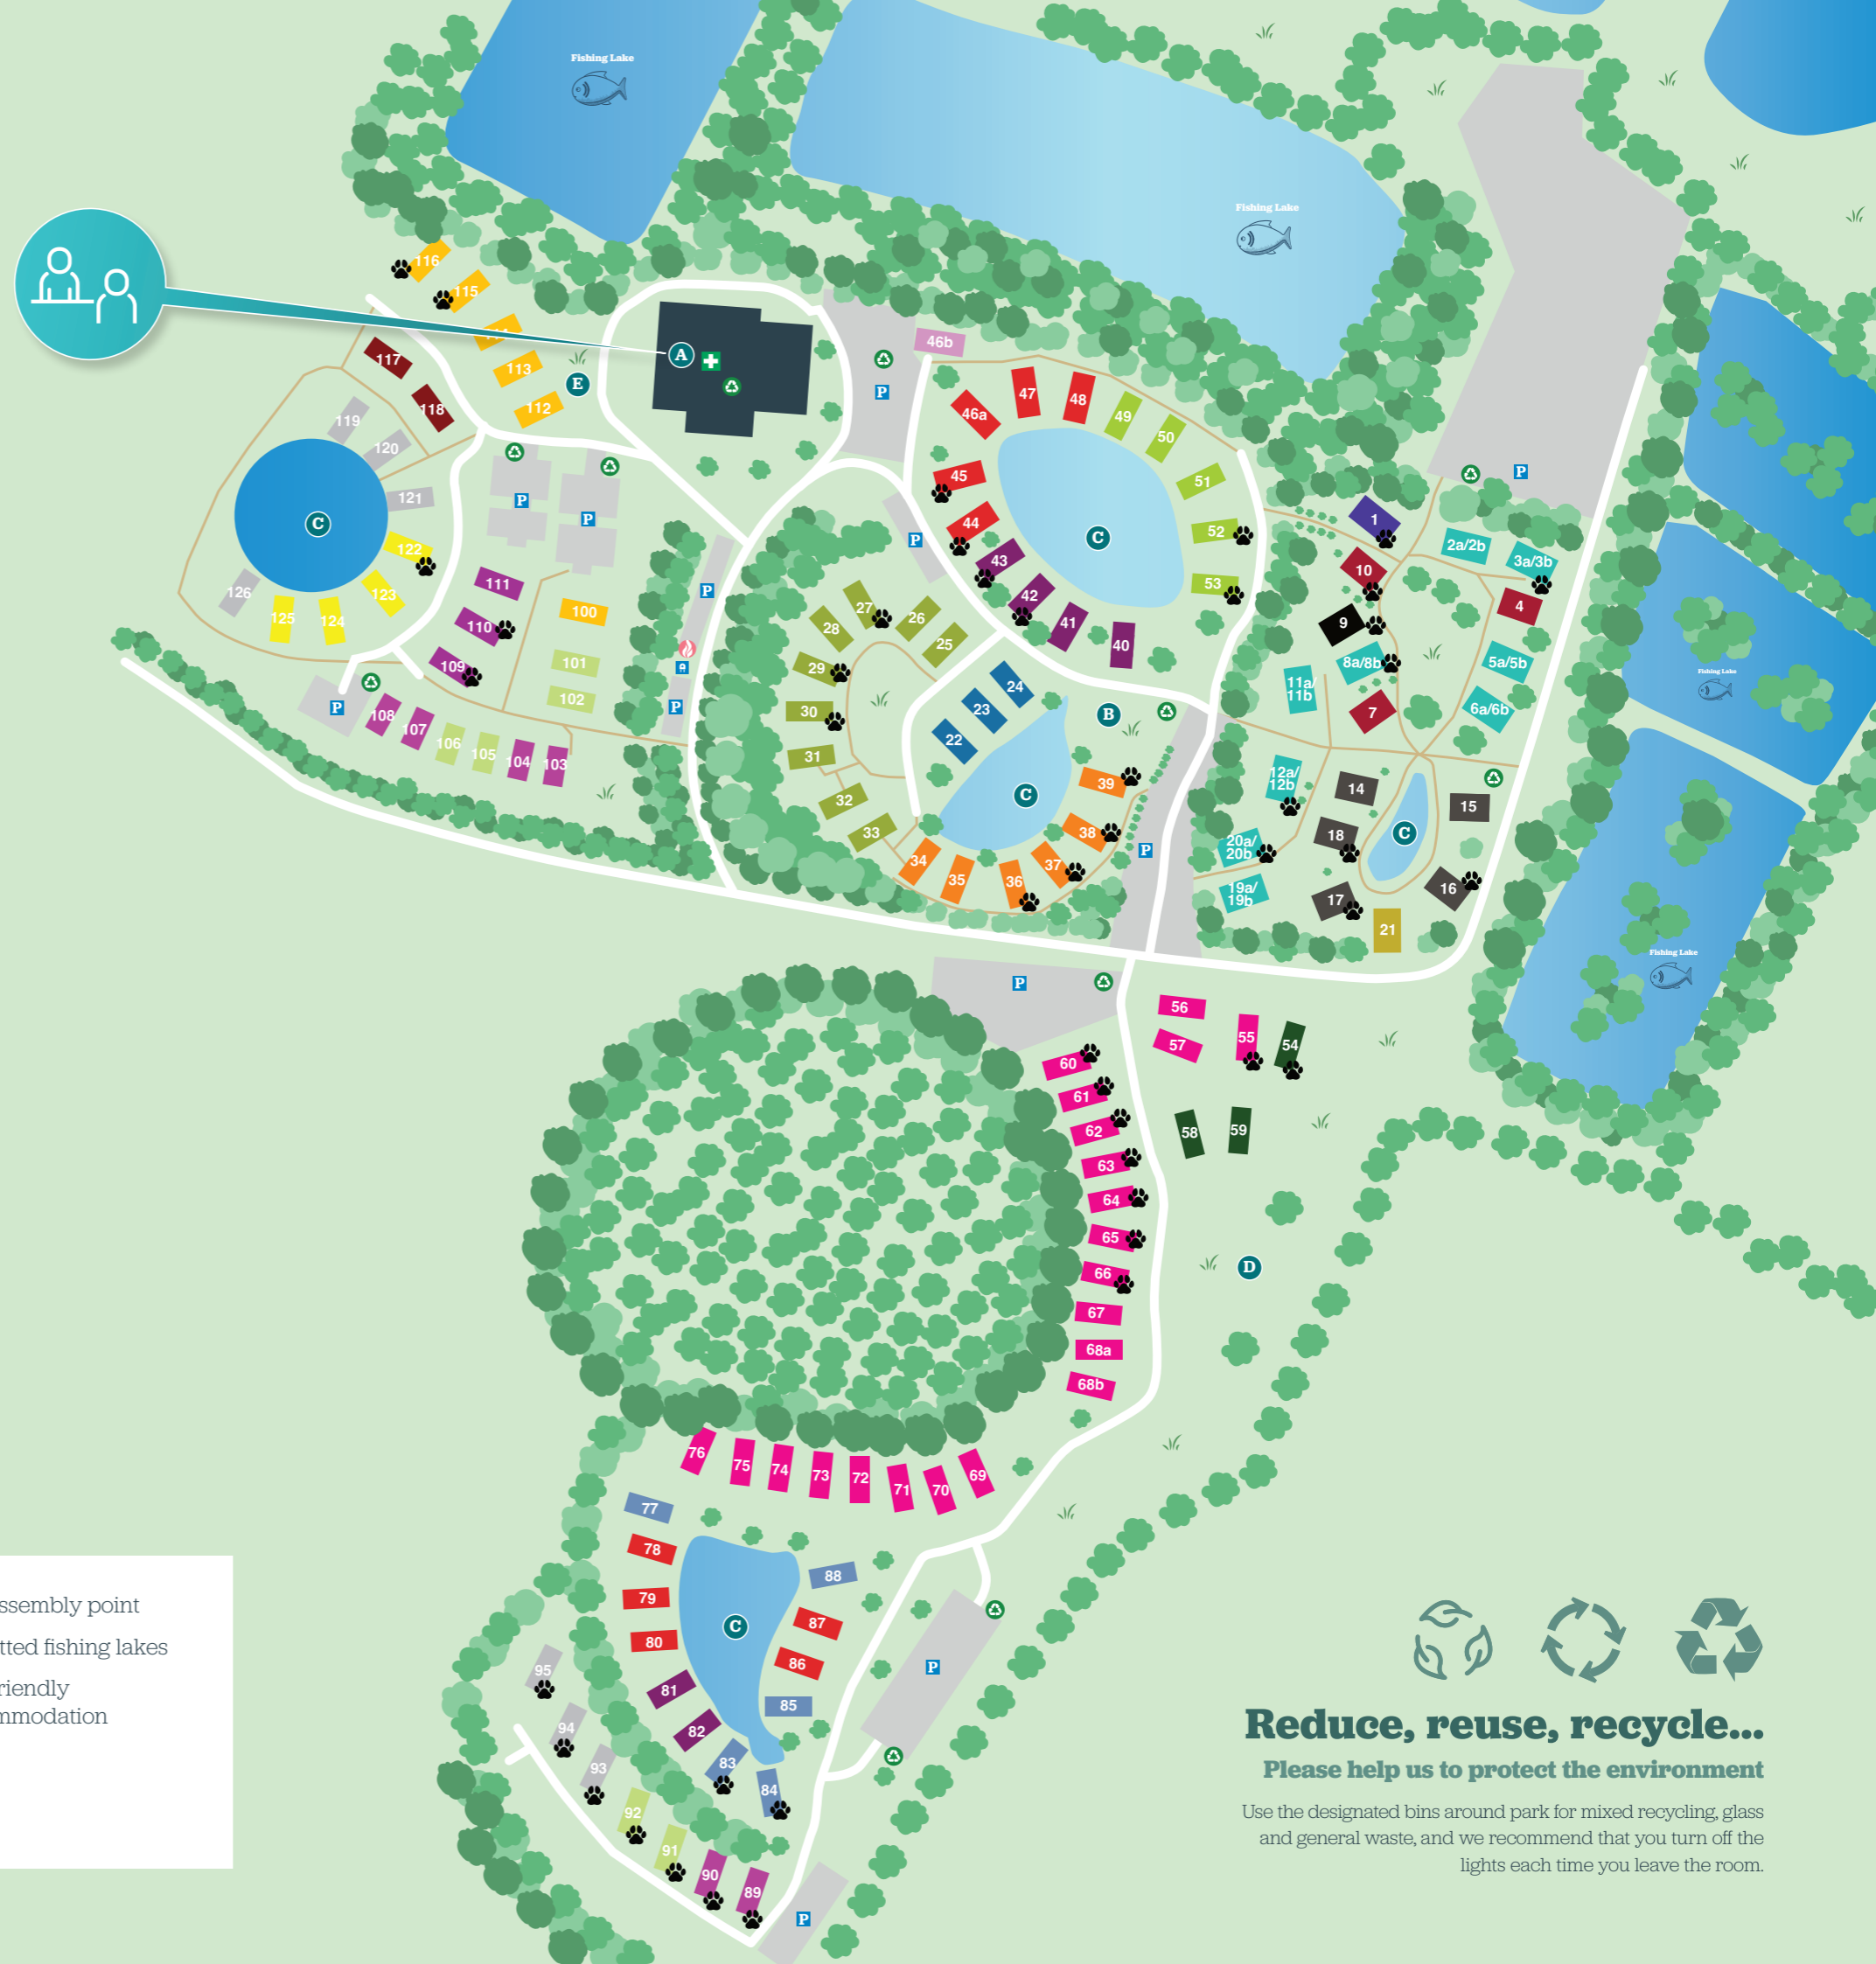 Fishing Lake
Fishing Lake
116
115
117
113
112
118
119
120
121
122
123
124
125
126
C
E
A
P
P
P
P
P
46b
46a
47
48
49
50
51
52
53
45
44
43
42
41
40
C
P
P
1
2a/2b
3a/3b
10
4
9
8a/8b
5a/5b
11a/
11b
7
6a/6b
Fishing Lake
111
110
109
100
101
102
108
107
106
105
104
103
P
P
27
28
26
25
29
30
31
32
33
24
23
22
B
C
39
38
37
36
35
34
P
12a/
12b
14
15
18
C
20a/
20b
19a/
19b
17
16
21
Fishing Lake
P
56
57
55
54
58
59
60
61
62
63
64
65
66
67
68a
68b
D
76
75
74
73
72
71
70
69
77
78
79
80
81
82
83
84
85
86
87
88
C
P
95
94
93
92
91
90
89
P
ssembly point
tted fishing lakes
riendly
mmodation
Reduce, reuse, recycle...
Please help us to protect the environment
Use the designated bins around park for mixed recycling, glass
and general waste, and we recommend that you turn off the
lights each time you leave the room.